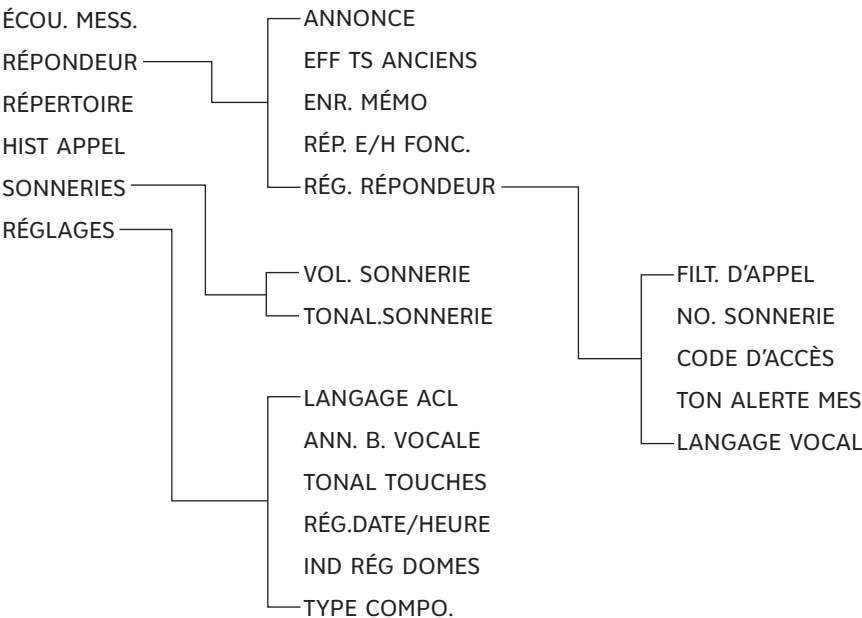 ÉCOU. MESS.
RÉPONDEUR
RÉPERTOIRE
HIST APPEL
SONNERIES
RÉGLAGES
ANNONCE
EFF TS ANCIENS
ENR. MÉMO
RÉP. E/H FONC.
RÉG. RÉPONDEUR
VOL. SONNERIE
TONAL.SONNERIE
LANGAGE ACL
ANN. B. VOCALE
TONAL TOUCHES
RÉG.DATE/HEURE
IND RÉG DOMES
TYPE COMPO.
FILT. D’APPEL
NO. SONNERIE
CODE D’ACCÈS
TON ALERTE MES
LANGAGE VOCAL